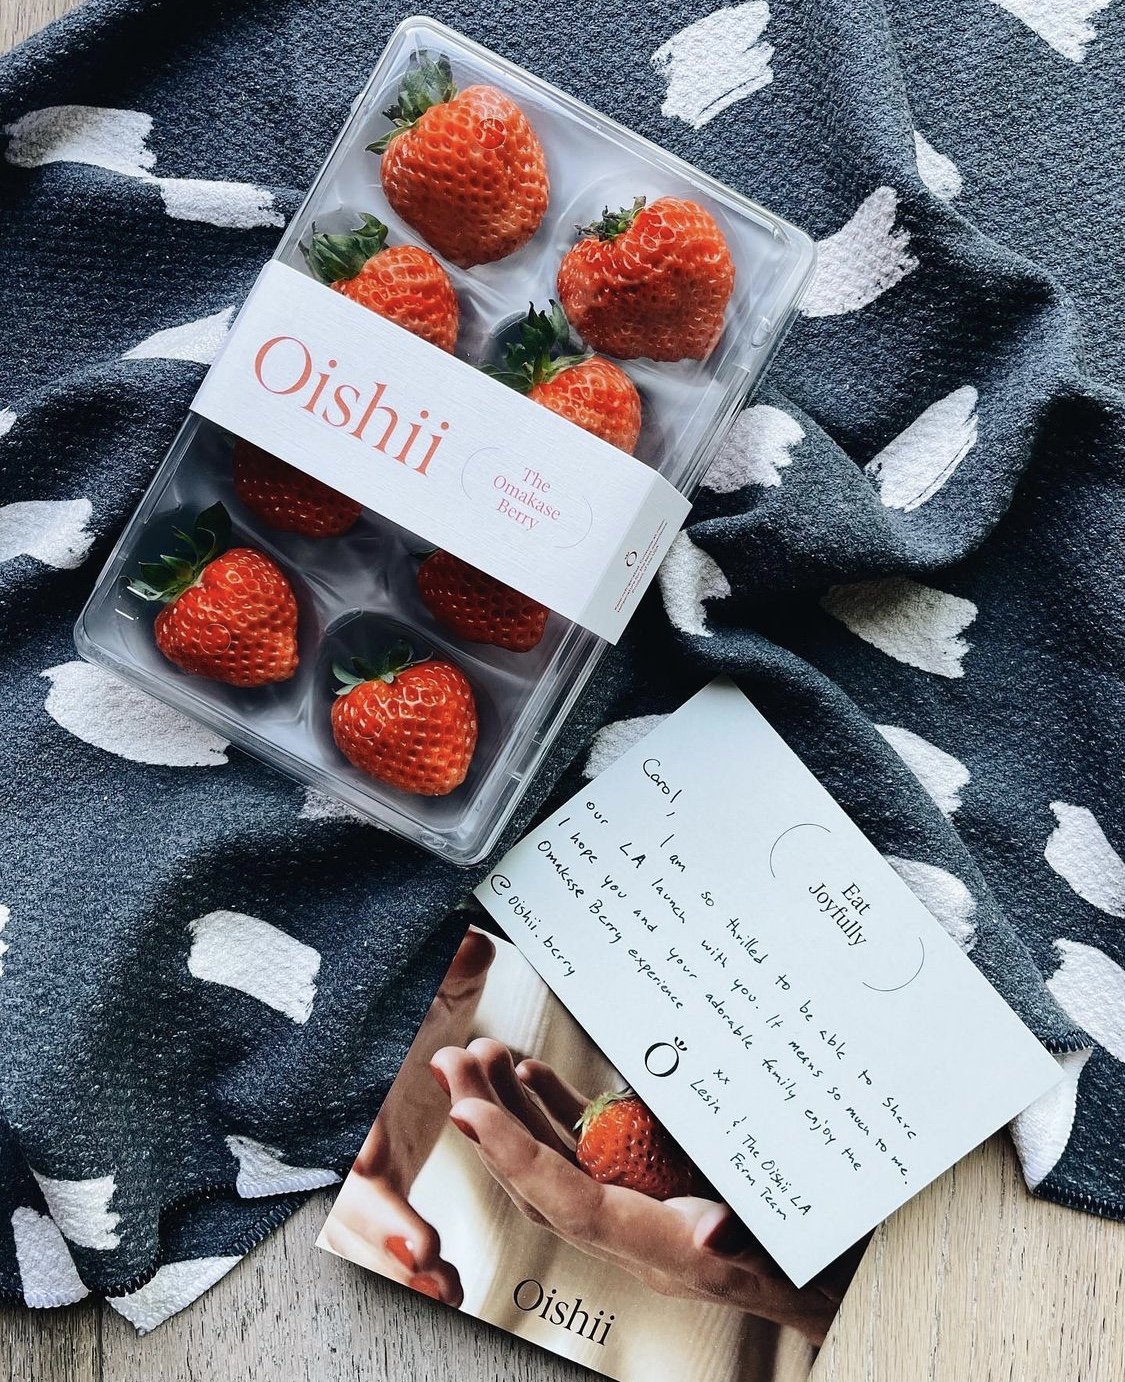 Oishii
The
Omakase
Berry
Carol,
I am so thrilled to be able to share
our LA launch with you. It means so much to me.
I hope you and your adorable family enjoy the
Omakase Berry experience
@oishii.berry
xx
Lesia & The Oishii LA
Farm Team
Eat
Joyfully
Oishii